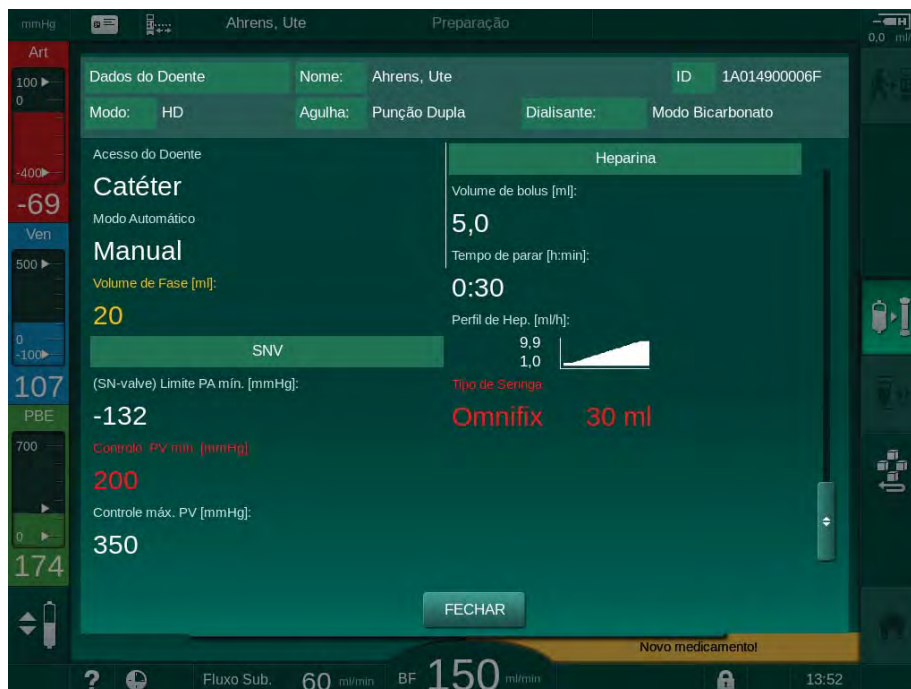 mmHg
Ahrens, Ute
Preparação
0,0 ml/
Art
100
0
-400
-69
Ven
500
0
-100
107
PBE
700
0
174
Dados do Doente
Nome: Ahrens, Ute
ID 1A014900006F
Modo: HD
Agulha: Punção Dupla
Dialisante: Modo Bicarbonato
Acesso do Doente
Catéter
Modo Automático
Manual
Volume de Fase [ml]:
20
SNV
(SN-valve) Limite PA mín. [mmHg]:
-132
Controlo PV mín. [mmHg]
200
Controle máx. PV [mmHg]:
350
Heparina
Volume de bolus [ml]:
5,0
Tempo de parar [h:min]:
0:30
Perfil de Hep. [ml/h]:
9,9
1,0
Tipo de Seringa
Omnifix 30 ml
FECHAR
Novo medicamento!
? Fluxo Sub. 60 ml/min BF 150 ml/min 13:52